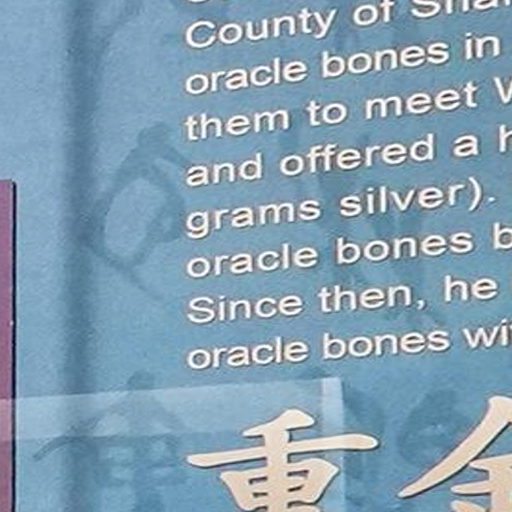 County of
oracle bones in
them to meet
and offered a
grams silver).
oracle bones
Since then, he
oracle bones
重金